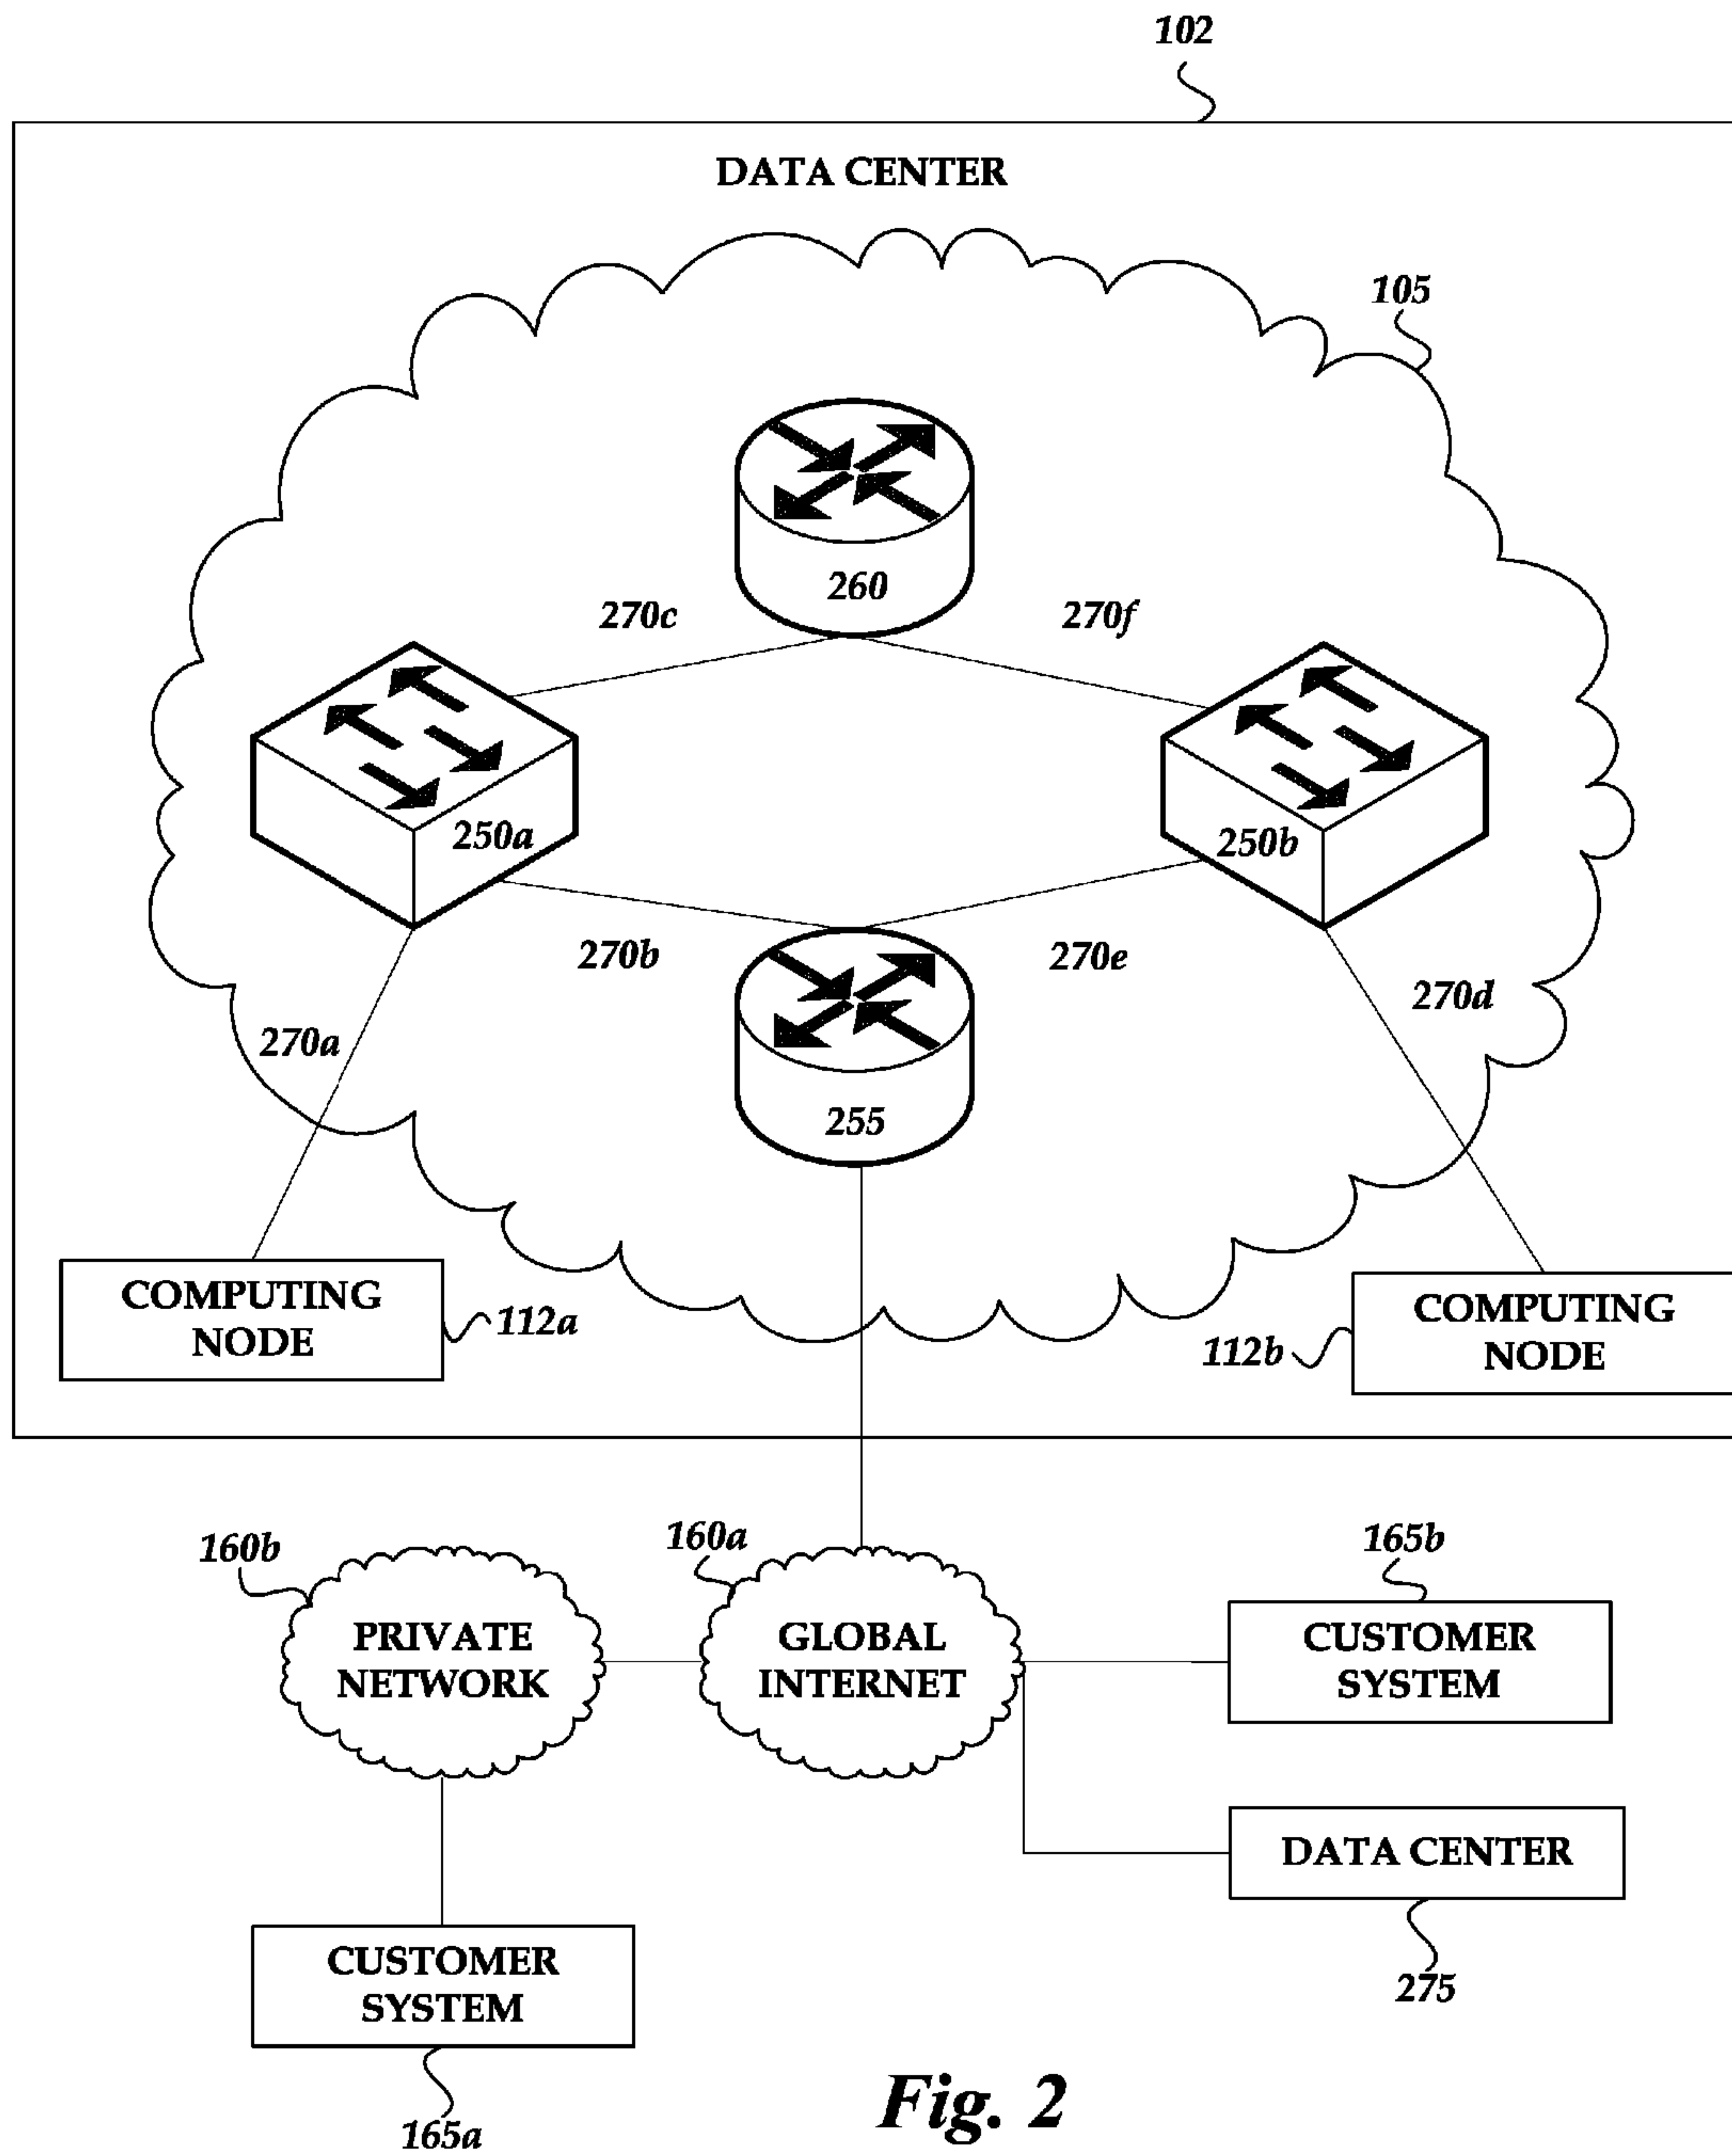 102
DATA CENTER
105
260
270c
270f
250a
250b
270b
270e
270d
270a
255
COMPUTING
NODE
112a
COMPUTING
NODE
112b
160b
160a
165b
PRIVATE
NETWORK
GLOBAL
INTERNET
CUSTOMER
SYSTEM
DATA CENTER
275
CUSTOMER
SYSTEM
165a
Fig. 2